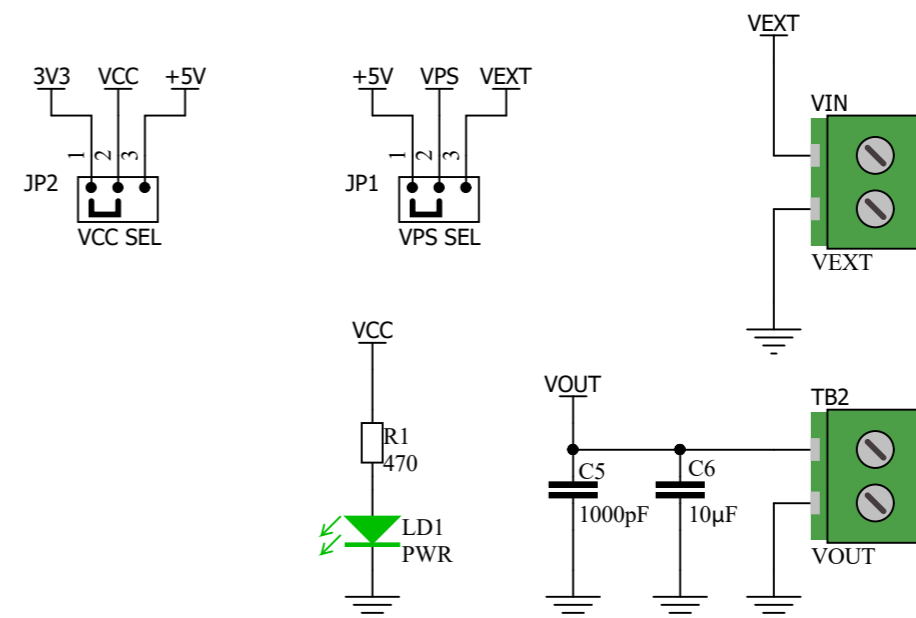 VEXT
3V3 VCC +5V
+5V VPS VEXT
VIN
1 2 3
1 2 3
JP2
JP1
VCC SEL
VPS SEL
VEXT
VCC
VOUT
TB2
R1
470
C5
1000pF
C6
10µF
LD1
PWR
VOUT